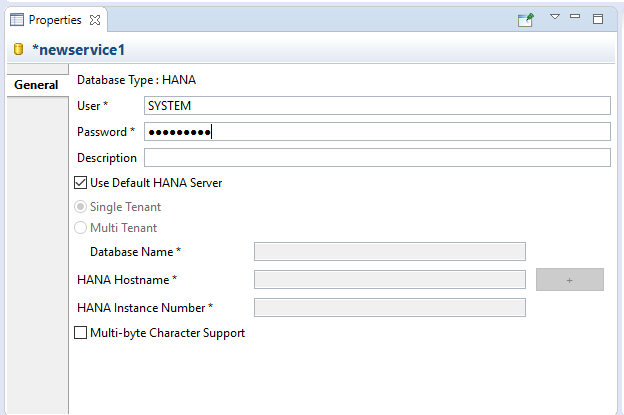 Properties
*newservice1
General
Database Type : HANA
User * SYSTEM
Password * ●●●●●●●●●
Description
Use Default HANA Server
Single Tenant
Multi Tenant
Database Name *
HANA Hostname * +
HANA Instance Number *
Multi-byte Character Support